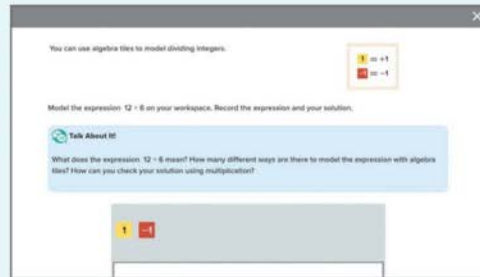 You can use algebra tiles to model dividing integers.
1 = +1
-1 = -1
Model the expression 12 ÷ 6 on your workspace. Record the expression and your solution.
Talk About It!
What does the expression 12 ÷ 6 mean? How many different ways are there to model the expression with algebra
tiles? How can you check your solution using multiplication?
1 -1